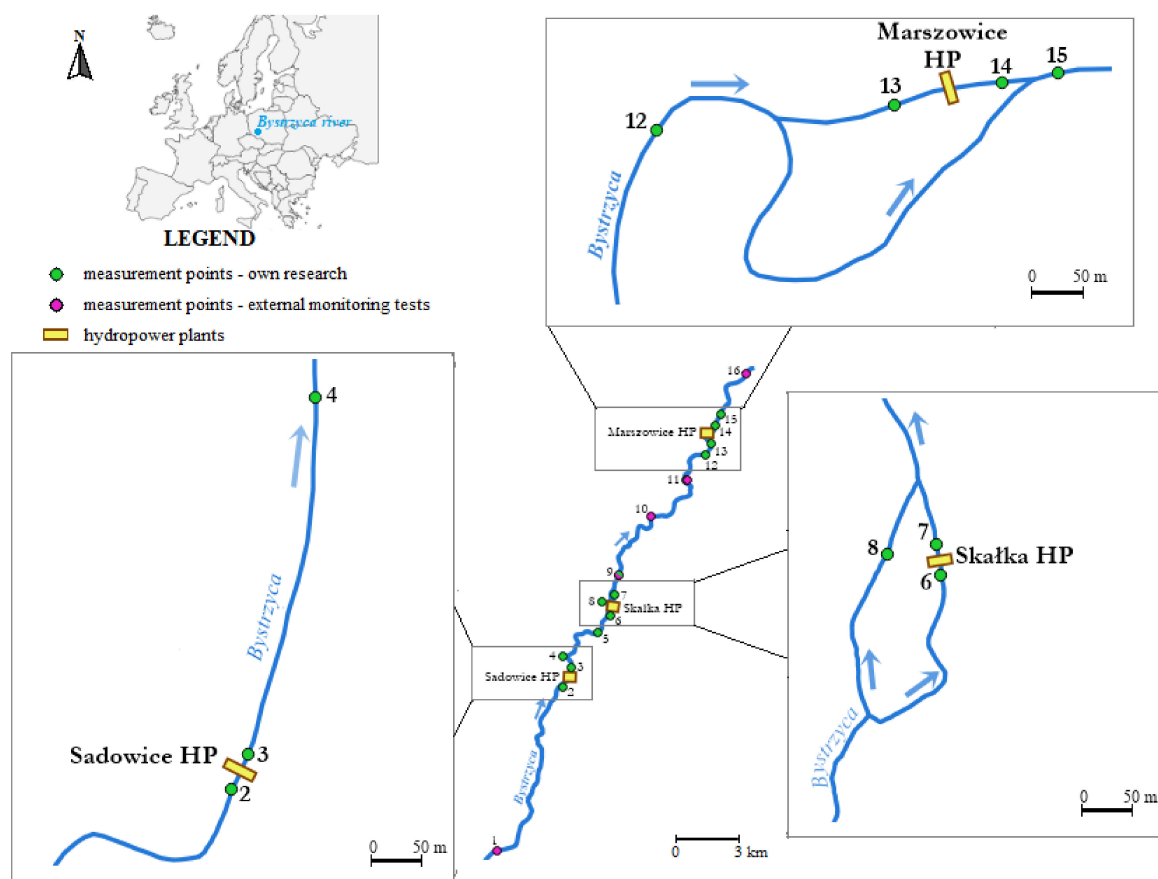 N
Bystrzyca river
LEGEND
measurement points - own research
measurement points - external monitoring tests
hydropower plants
Marszowice
HP
12
13
14
15
Bystrzyca
0 50 m
4
Bystrzyca
Sadowice HP
3
2
0 50 m
16
15
Marszowice HP
14
13
12
11
10
9
8
7
Skałka HP
6
5
4
3
Sadowice HP
2
Bystrzyca
1
0 3 km
8
7
Skałka HP
6
Bystrzyca
0 50 m